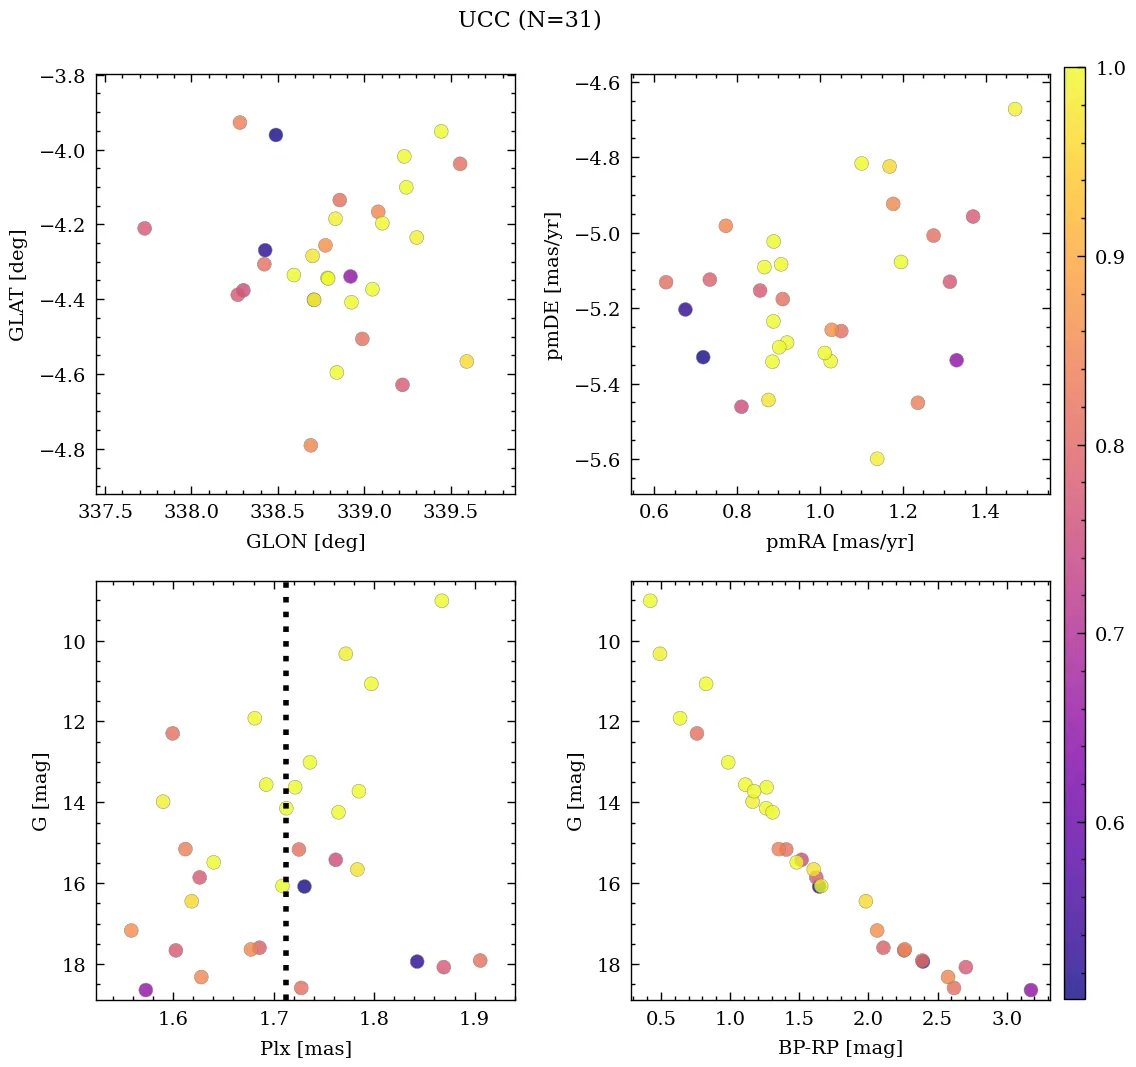 UCC (N=31)
−3.8
−4.0
−4.2
−4.4
−4.6
−4.8
GLAT [deg]
337.5 338.0 338.5 339.0 339.5
GLON [deg]
−4.6
−4.8
−5.0
−5.2
−5.4
−5.6
pmDE [mas/yr]
0.6 0.8 1.0 1.2 1.4
pmRA [mas/yr]
10
12
14
16
18
G [mag]
1.6 1.7 1.8 1.9
Plx [mas]
10
12
14
16
18
G [mag]
0.5 1.0 1.5 2.0 2.5 3.0
BP-RP [mag]
1.0
0.9
0.8
0.7
0.6